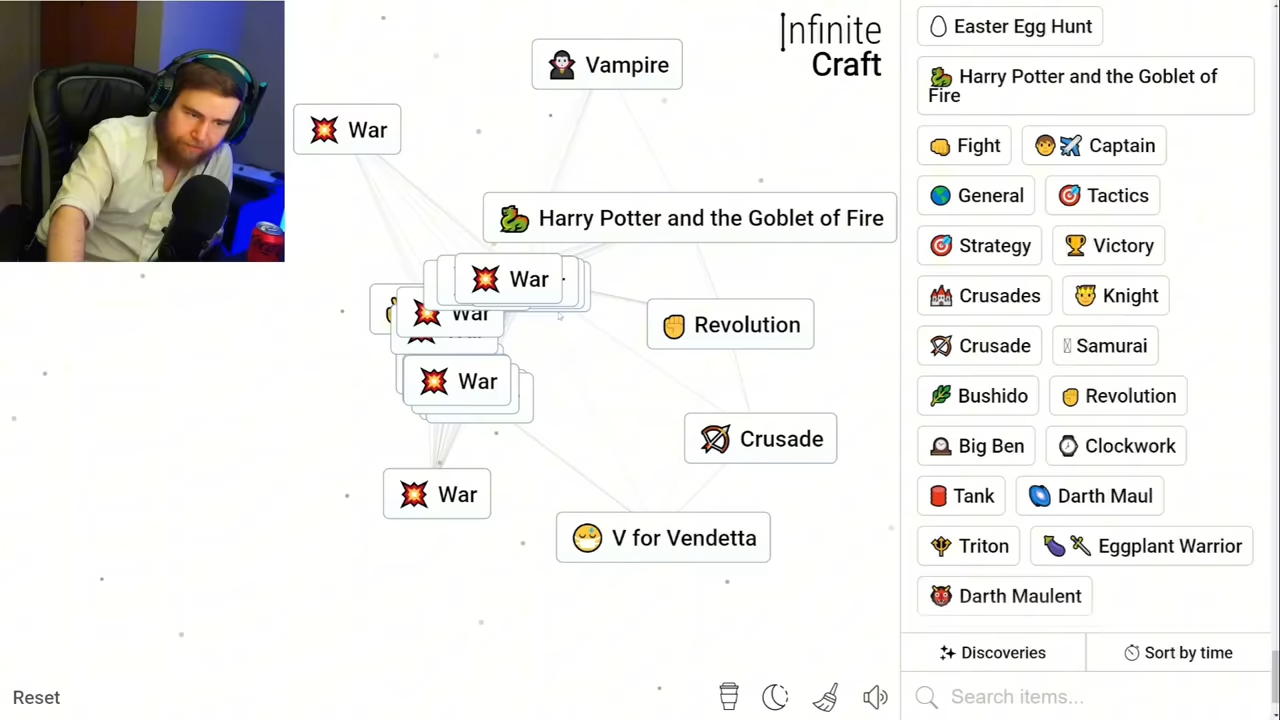 Infinite
Craft
Vampire
War
Harry Potter and the Goblet of Fire
War
War
Revolution
War
Crusade
War
V for Vendetta
Reset
Easter Egg Hunt
Harry Potter and the Goblet of
Fire
Fight Captain
General Tactics
Strategy Victory
Crusades Knight
Crusade Samurai
Bushido Revolution
Big Ben Clockwork
Tank Darth Maul
Triton Eggplant Warrior
Darth Maulent
Discoveries Sort by time
Search items...